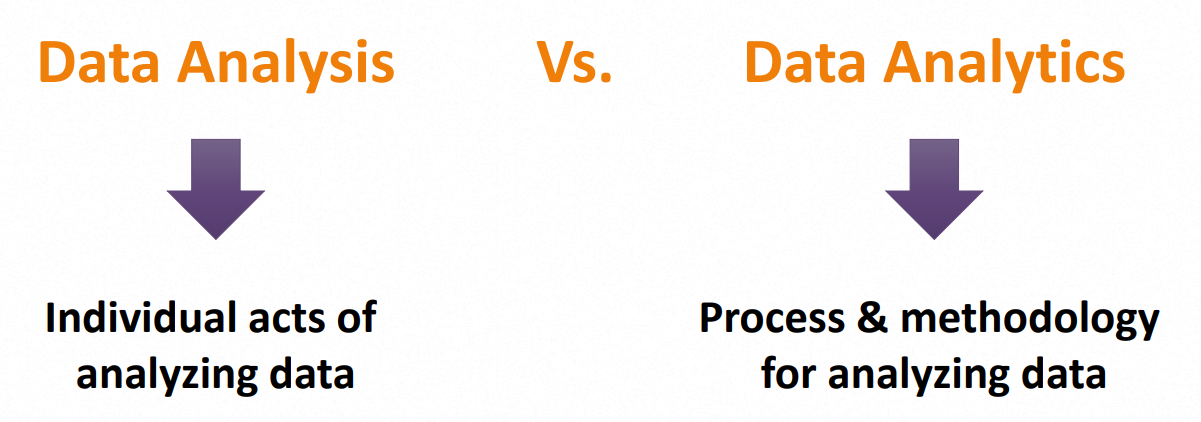 Data Analysis Vs. Data Analytics
Individual acts of
analyzing data
Process & methodology
for analyzing data